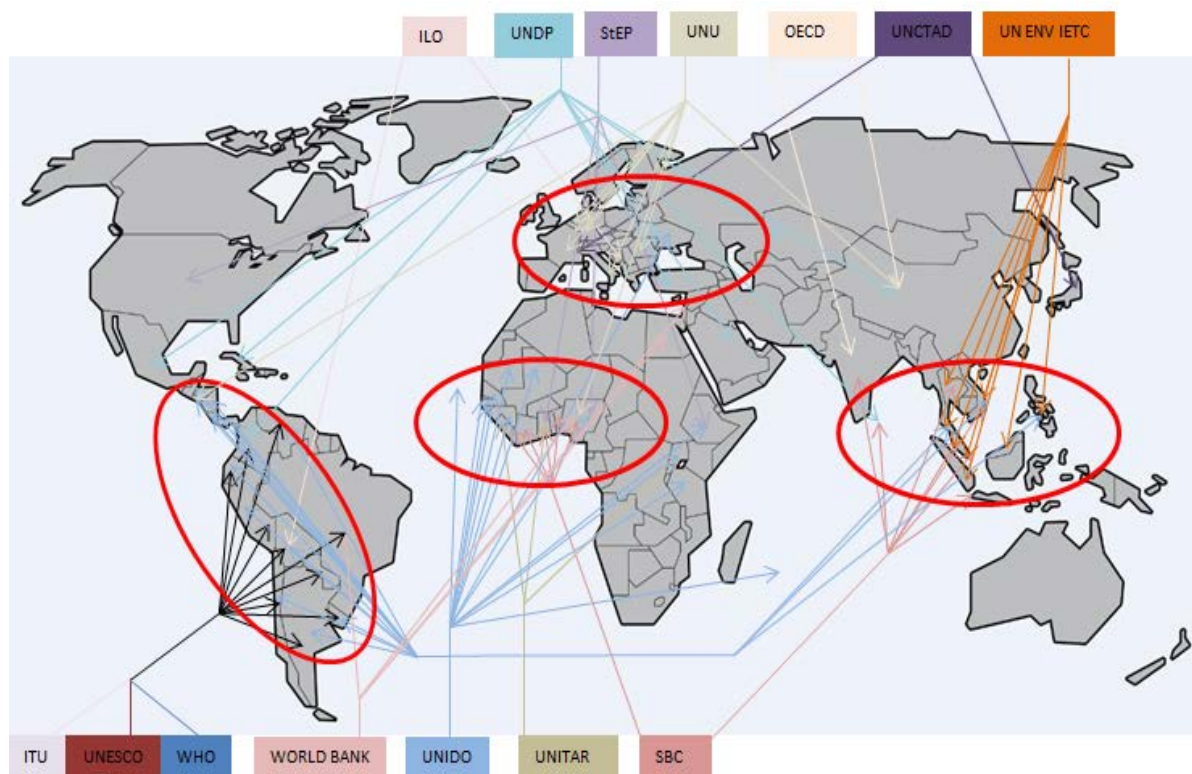 ILO UNDP StEP UNU OECD UNCTAD UN ENV IETC
ITU UNESCO WHO WORLD BANK UNIDO UNITAR SBC